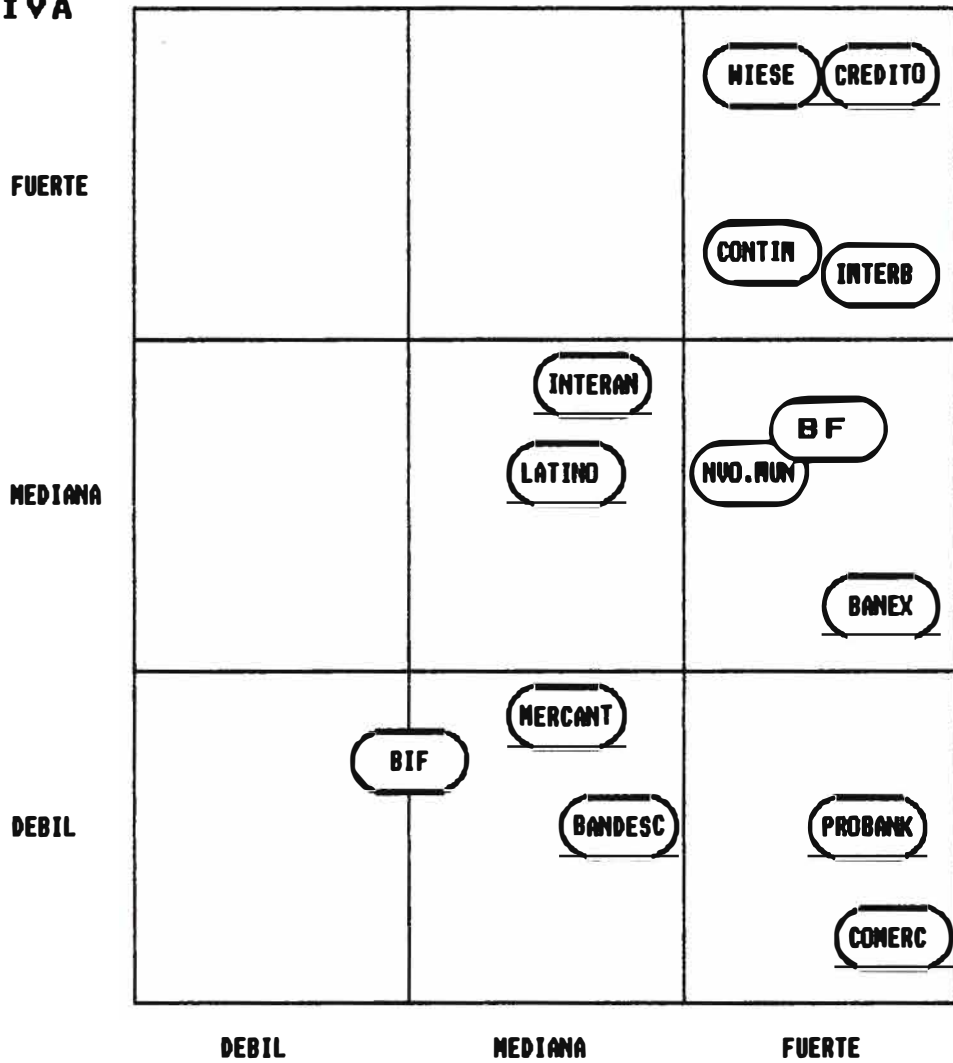 IVA
WIESE CREDITO
FUERTE
CONTIN
INTERB
INTERAN
BF
LATINO NVO.MUN
MEDIANA
BANEX
MERCANT
BIF
DEBIL BANDESC PROBANK
COMERC
DEBIL MEDIANA FUERTE